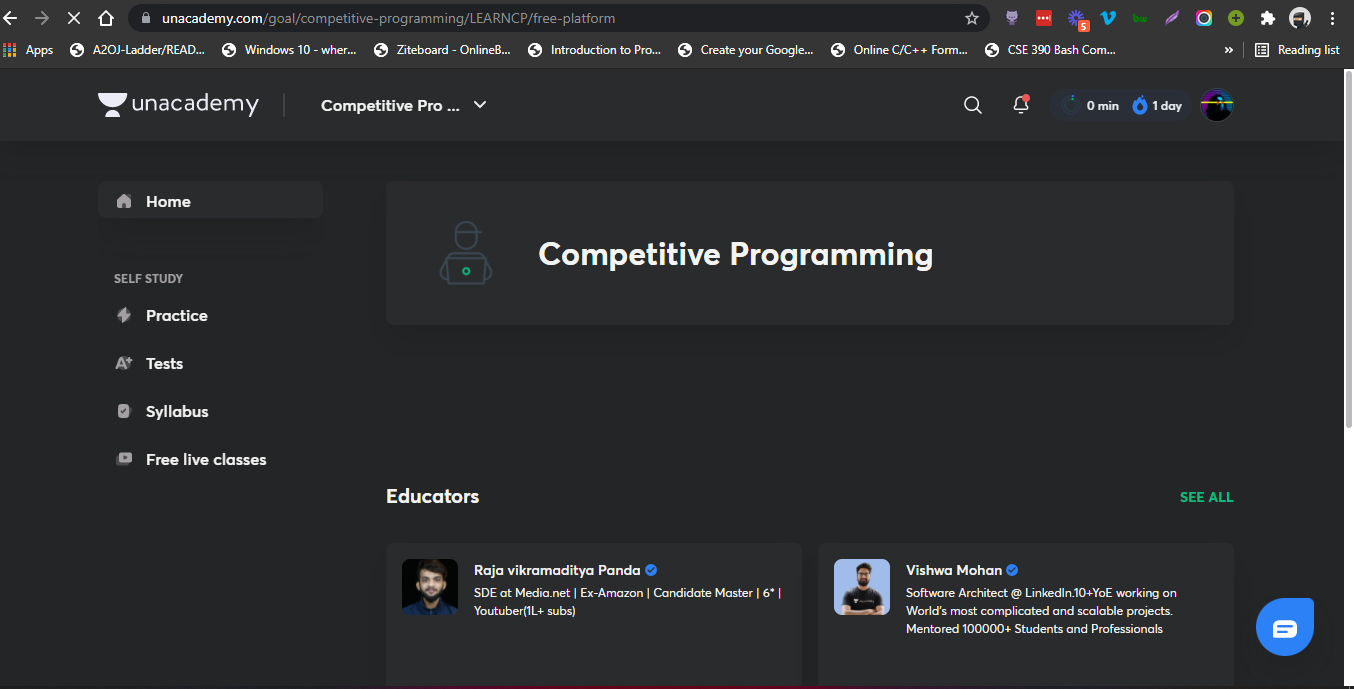 unacademy.com/goal/competitive-programming/LEARNCP/free-platform
5
bw
Apps
A2OJ-Ladder/READ...
Windows 10 - wher...
Ziteboard - OnlineB...
Introduction to Pro...
Create your Google...
Online C/C++ Form...
CSE 390 Bash Com...
»
Reading list
unacademy
Competitive Pro ...
0 min
1 day
Home
Competitive Programming
SELF STUDY
Practice
A+ Tests
Syllabus
Free live classes
Educators
SEE ALL
Raja vikramaditya Panda
SDE at Media.net | Ex-Amazon | Candidate Master | 6* |
Youtuber(1L+ subs)
Vishwa Mohan
Software Architect @ LinkedIn.10+YoE working on
World's most complicated and scalable projects.
Mentored 100000+ Students and Professionals